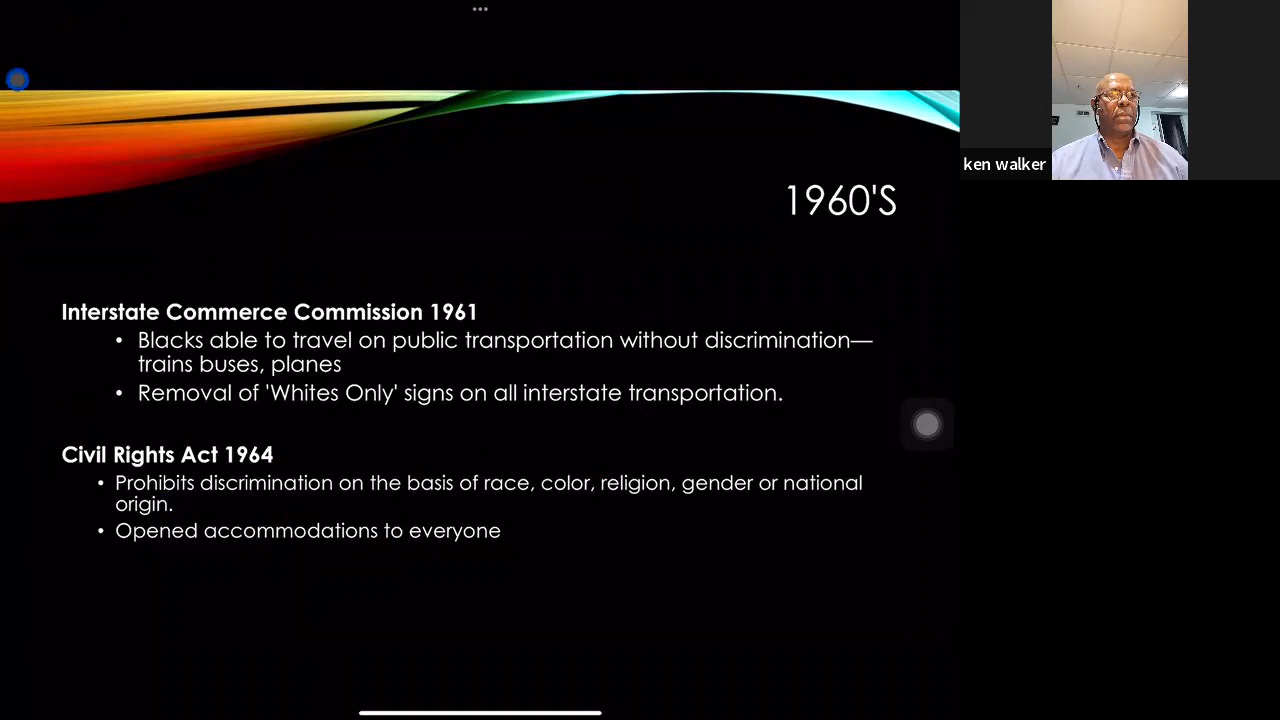 ken walker
1960'S
Interstate Commerce Commission 1961
• Blacks able to travel on public transportation without discrimination—
trains buses, planes
• Removal of 'Whites Only' signs on all interstate transportation.
Civil Rights Act 1964
• Prohibits discrimination on the basis of race, color, religion, gender or national
origin.
• Opened accommodations to everyone